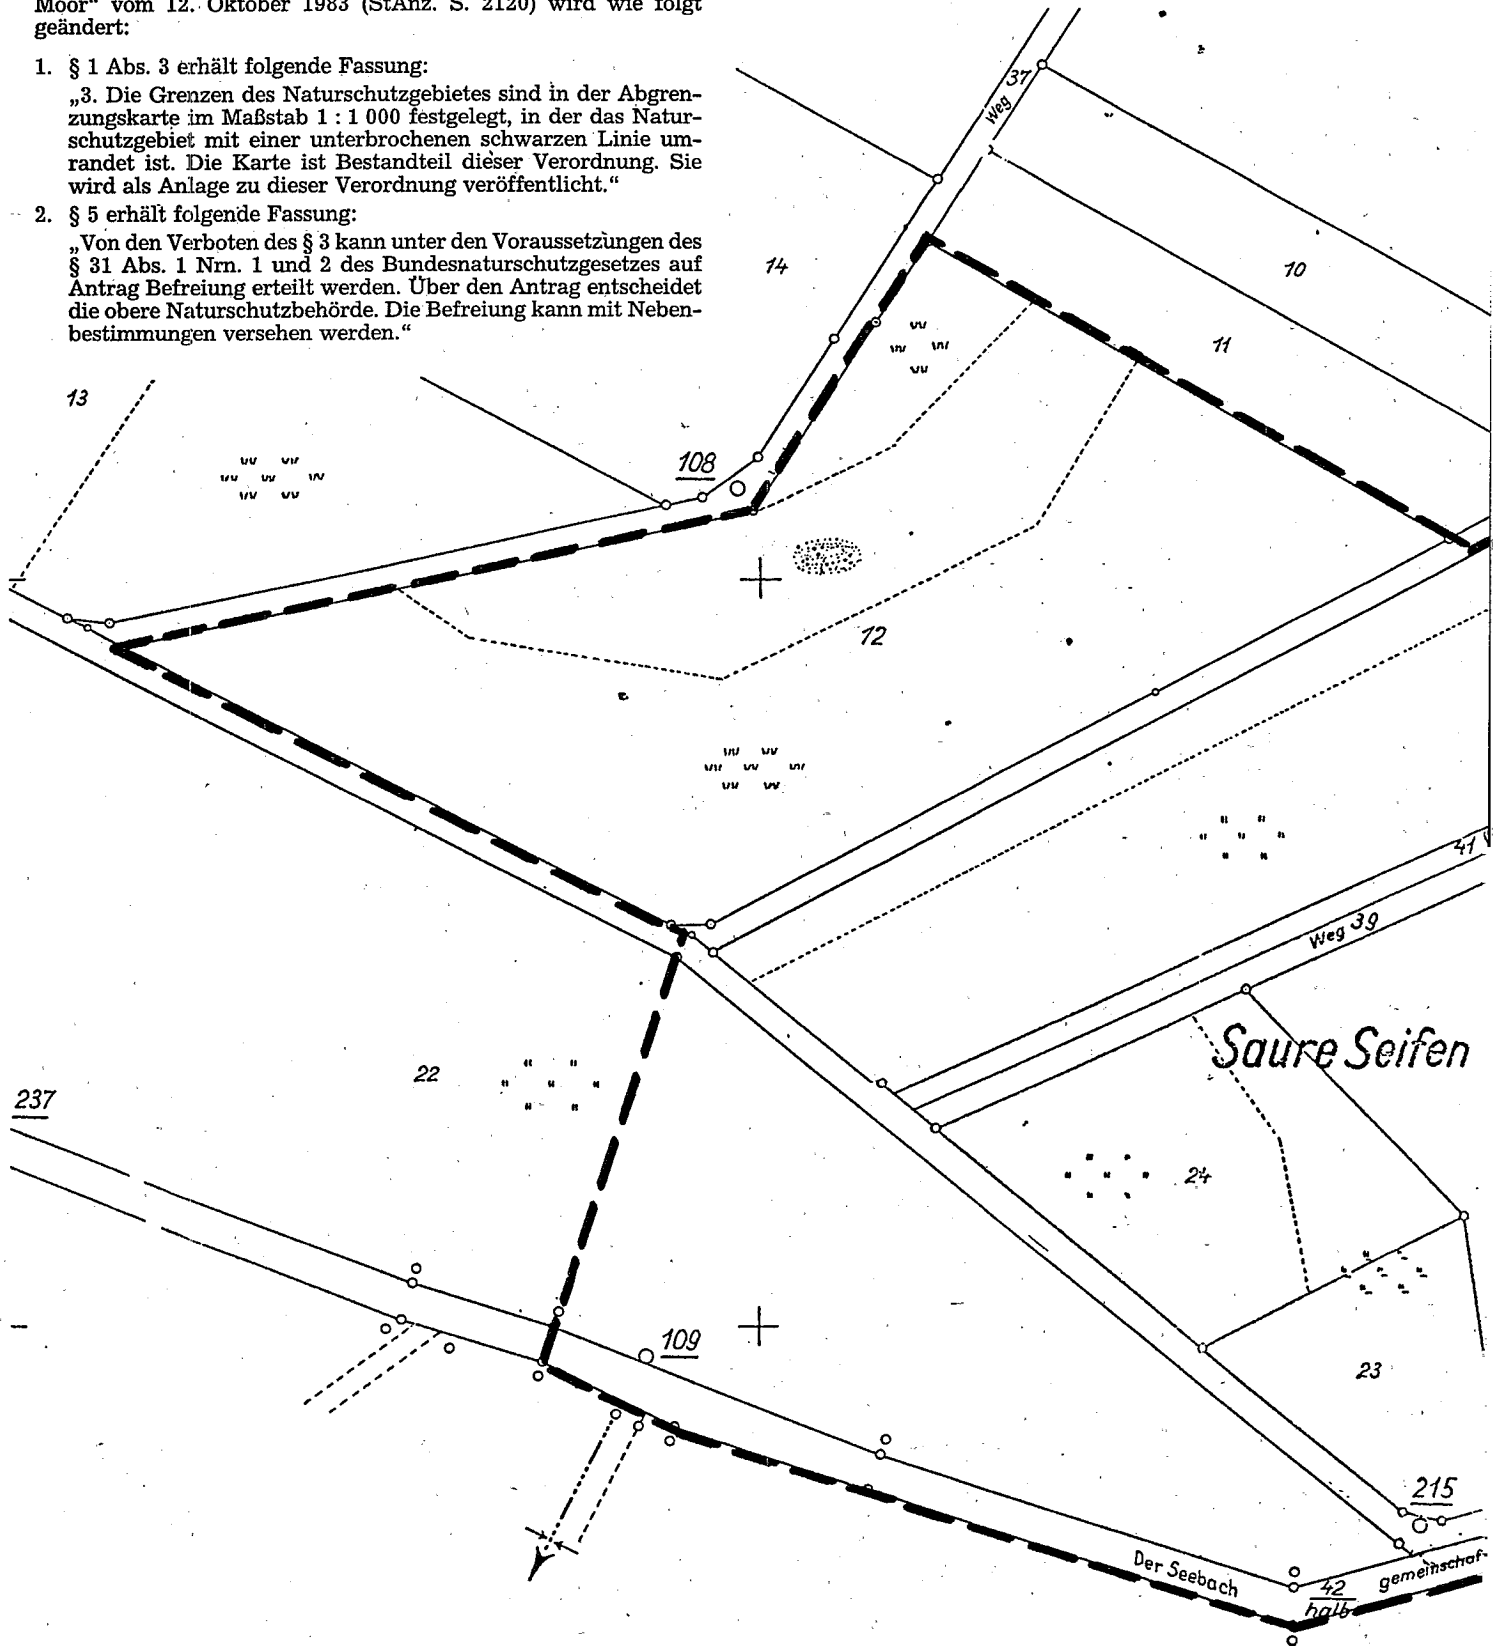 Moor“ vom 12. Oktober 1983 (StAnz. S. 2120) wird wie folgt
geändert:
1. § 1 Abs. 3 erhält folgende Fassung:
„3. Die Grenzen des Naturschutzgebietes sind in der Abgren-
zungskarte im Maßstab 1 : 1 000 festgelegt, in der das Natur-
schutzgebiet mit einer unterbrochenen schwarzen Linie um-
randet ist. Die Karte ist Bestandteil dieser Verordnung. Sie
wird als Anlage zu dieser Verordnung veröffentlicht.“
2. § 5 erhält folgende Fassung:
„Von den Verboten des § 3 kann unter den Voraussetzungen des
§ 31 Abs. 1 Nrn. 1 und 2 des Bundesnaturschutzgesetzes auf
Antrag Befreiung erteilt werden. Über den Antrag entscheidet
die obere Naturschutzbehörde. Die Befreiung kann mit Neben-
bestimmungen versehen werden.“
Weg 37
14
10
11
13
108
12
41
Weg 39
Saure Seifen
22
237
24
109
23
215
Der Seebach
42
halb
gemeinschaf-